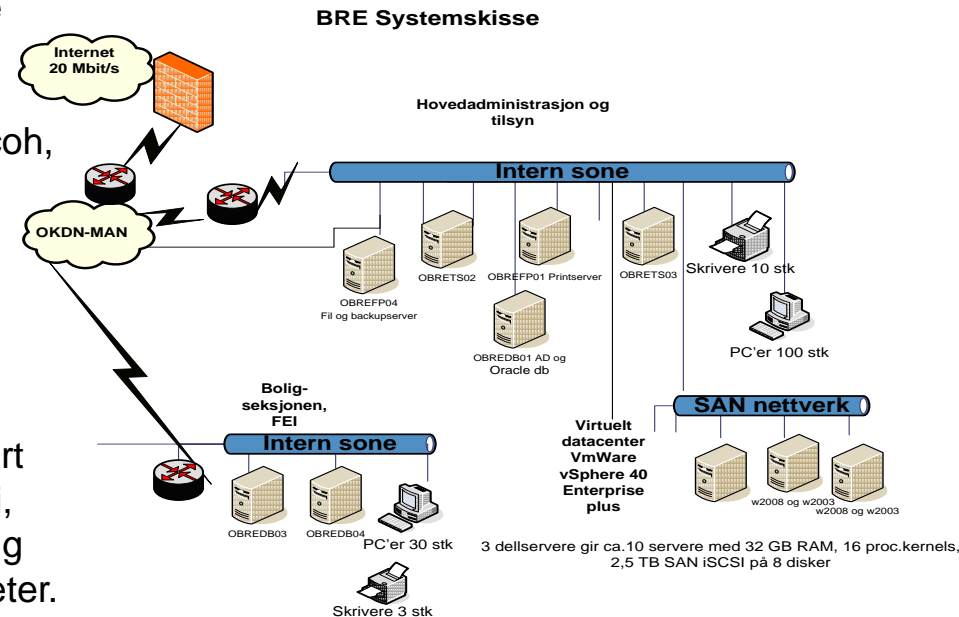 BRE Systemskisse
Internet
20 Mbit/s
Hovedadministrasjon og
tilsyn
coh,
Intern sone
OKDN-MAN
OBREFP04
Fil og backupserver
OBRETS02
OBREFP01 Printserver
OBRETS03
Skrivere 10 stk
OBREDB01 AD og
Oracle db
PC'er 100 stk
Bolig-
seksjonen,
FEI
Intern sone
SAN nettverk
Virtuelt
datacenter
VmWare
vSphere 40
Enterprise
plus
rt
,
g
eter.
OBREDB03
OBREDB04
PC'er 30 stk
w2008 og w2003
w2008 og w2003
3 dellservere gir ca.10 servere med 32 GB RAM, 16 proc.kernels,
2,5 TB SAN iSCSI på 8 disker
Skrivere 3 stk